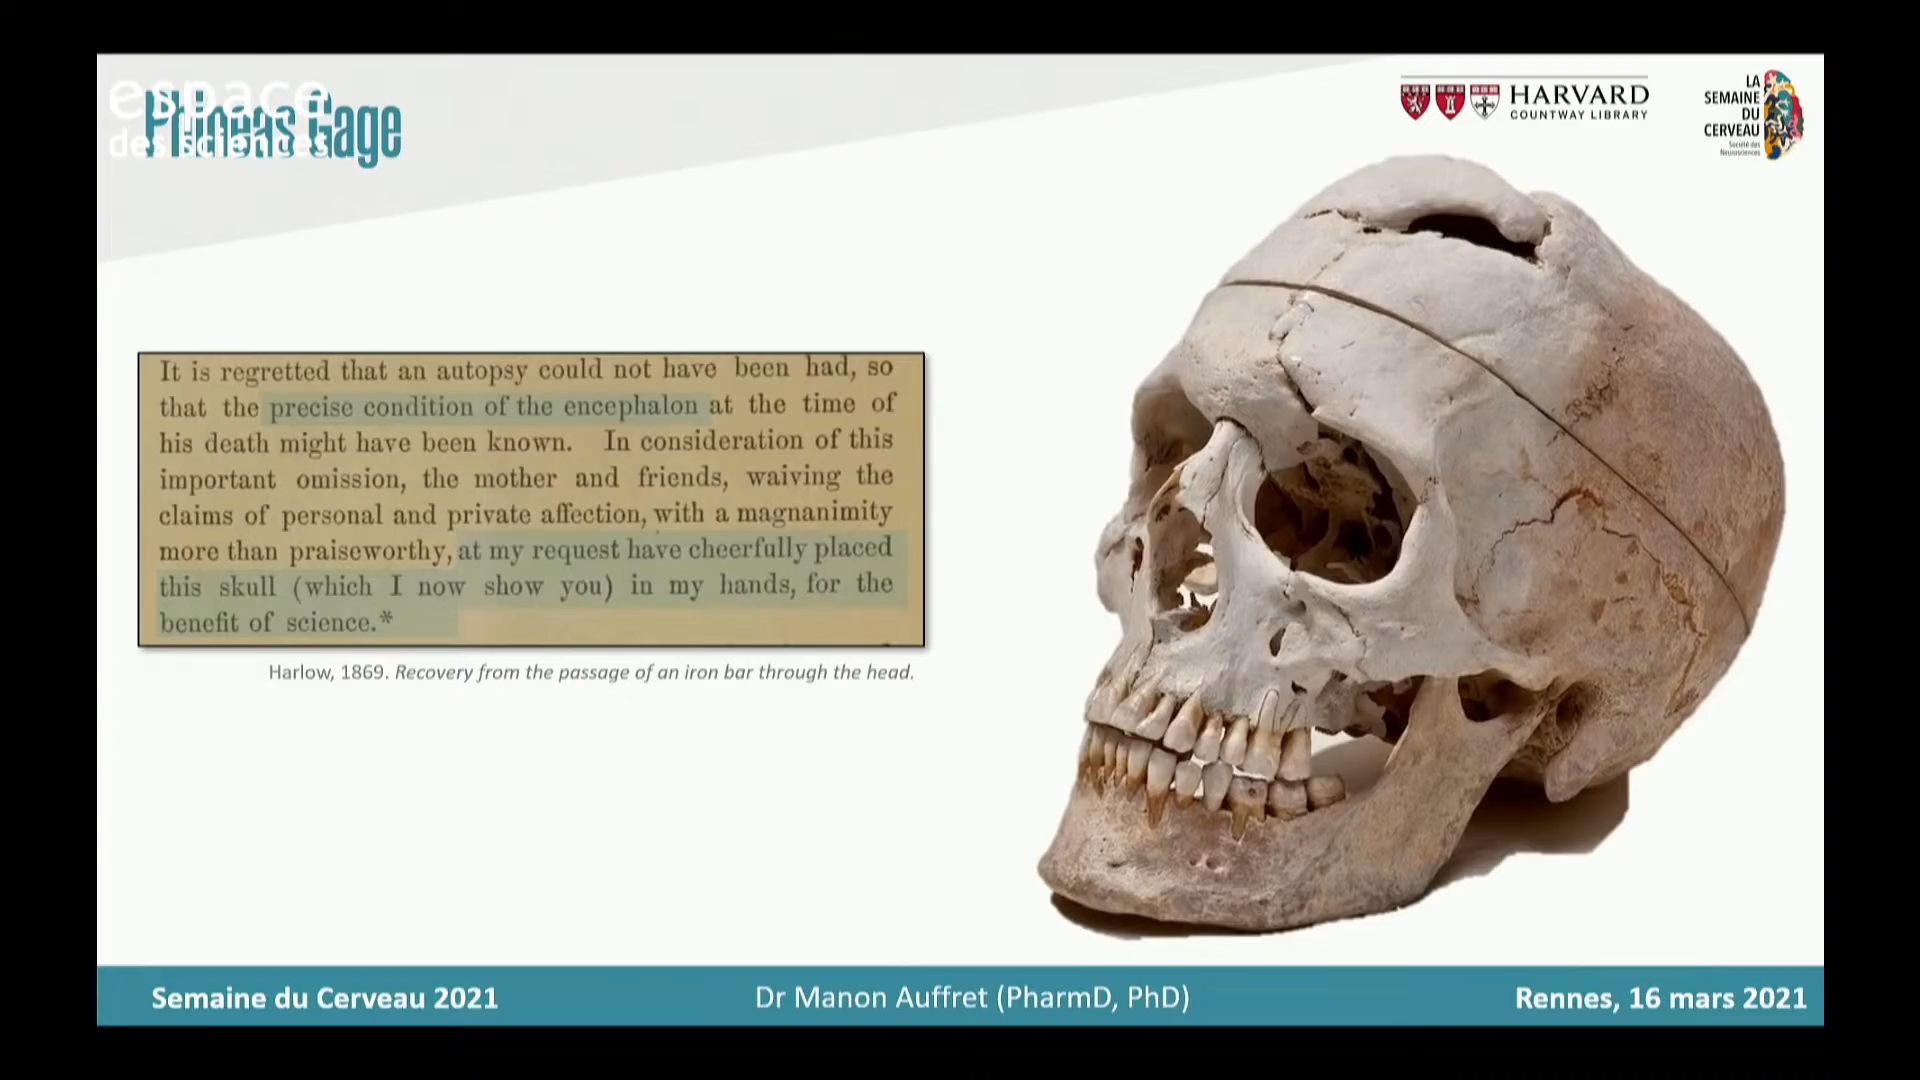 espace
des sciences
Phineas Gage
HARVARD
COUNTWAY LIBRARY
LA
SEMAINE
DU
CERVEAU
Société des
Neurosciences
It is regretted that an autopsy could not have been had, so
that the precise condition of the encephalon at the time of
his death might have been known. In consideration of this
important omission, the mother and friends, waiving the
claims of personal and private affection, with a magnanimity
more than praiseworthy, at my request have cheerfully placed
this skull (which I now show you) in my hands, for the
benefit of science.*
Harlow, 1869. Recovery from the passage of an iron bar through the head.
Semaine du Cerveau 2021
Dr Manon Auffret (PharmD, PhD)
Rennes, 16 mars 2021